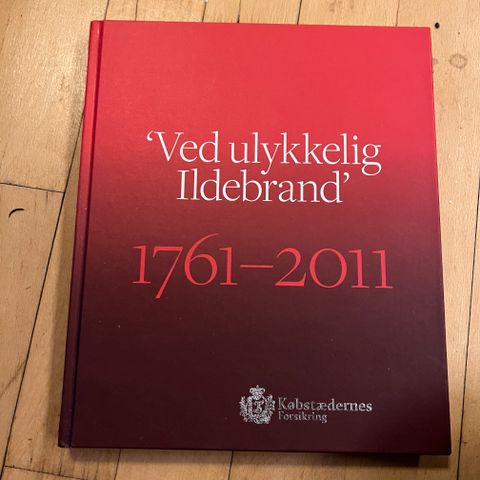 ‘Ved ulykkelig
Ildebrand’
1761–2011
Købstædernes
Forsikring